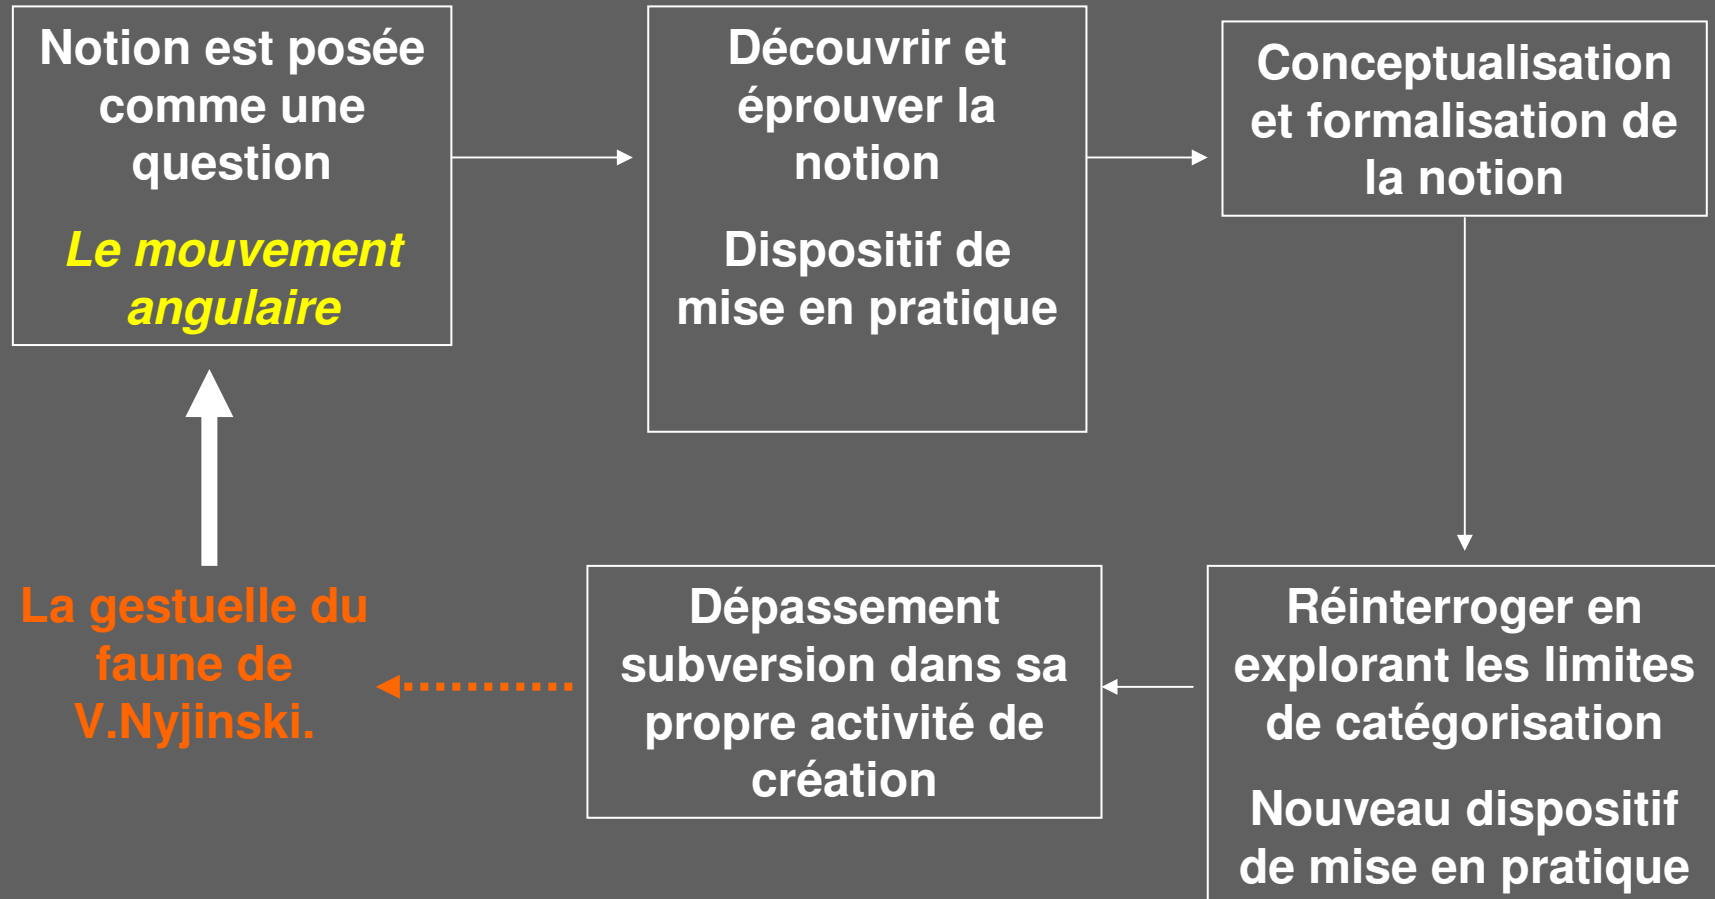 Notion est posée
comme une
question
Le mouvement
angulaire
Découvrir et
éprouver la
notion
Dispositif de
mise en pratique
Conceptualisation
et formalisation de
la notion
Réinterroger en
explorant les limites
de catégorisation
Nouveau dispositif
de mise en pratique
Dépassement
subversion dans sa
propre activité de
création
La gestuelle du
faune de
V.Nyjinski.